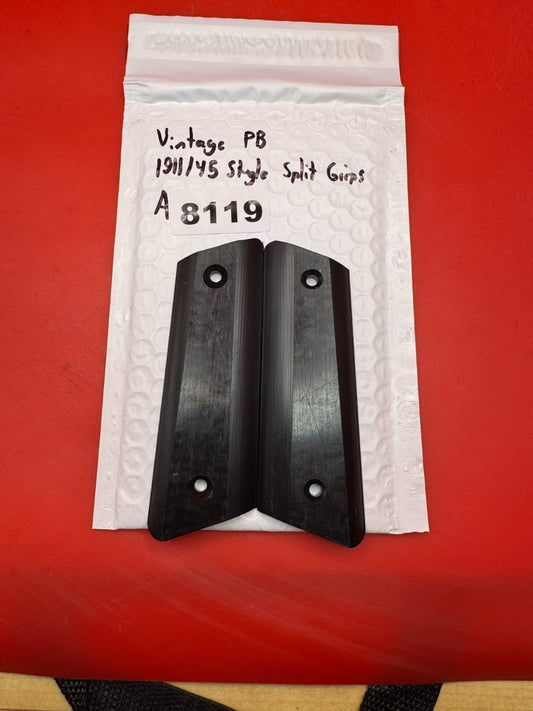 Vintage PB
1911/45 Style Split Grips
A 8119